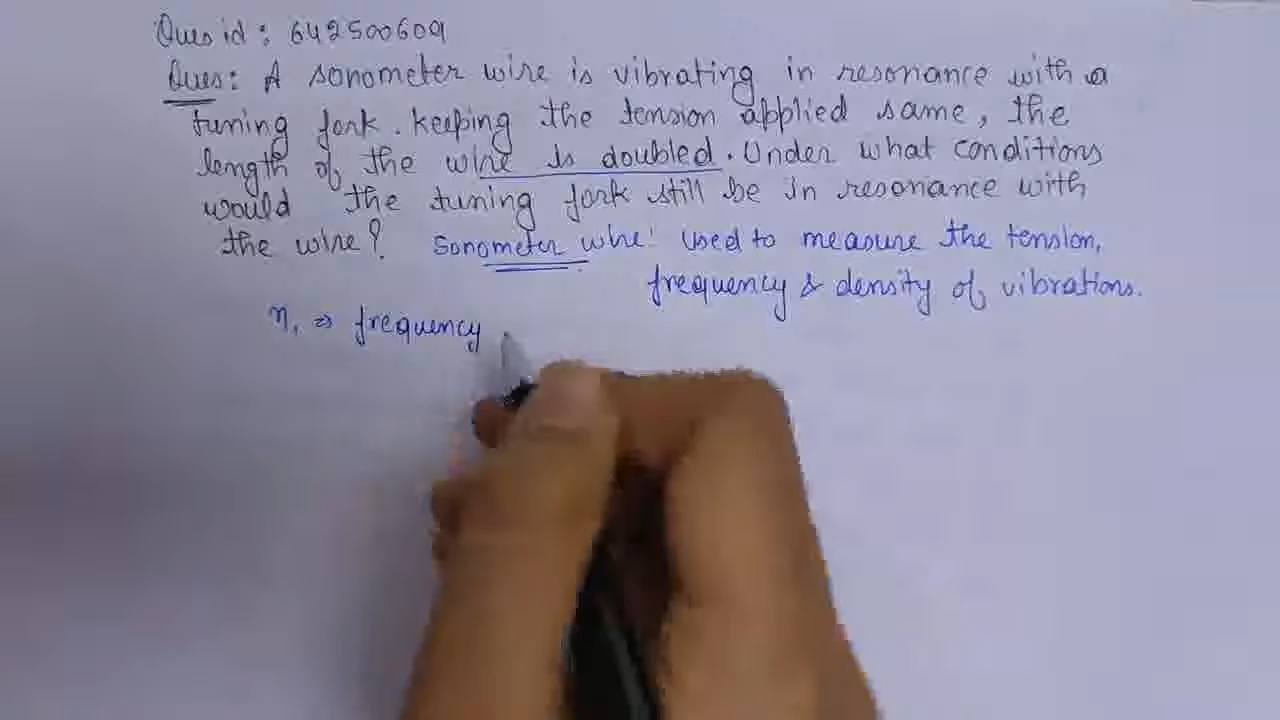 Ques id : 642500609
Ques : A sonometer wire is vibrating in resonance with a
tuning fork . keeping the tension applied same , the
length of the wire is doubled . Under what conditions
would the tuning fork still be in resonance with
the wire ? Sonometer wire : used to measure the tension,
frequency & density of vibrations.
η₁ ⇒ frequency